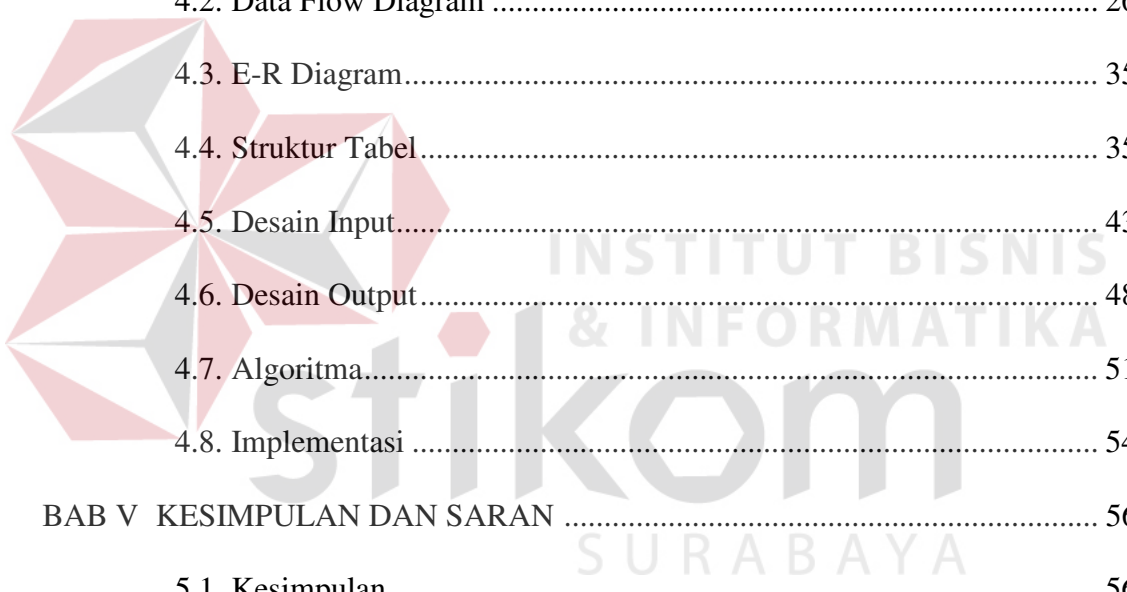 4.2. Data Flow Diagram ........................................................................... 26
4.3. E-R Diagram...................................................................................... 35
4.4. Struktur Tabel.................................................................................... 35
4.5. Desain Input....................................................................................... 43
INSTITUT BISNIS
4.6. Desain Output.................................................................................... 48
& INFORMATIKA
4.7. Algoritma........................................................................................... 51
stikom
4.8. Implementasi ..................................................................................... 54
BAB V KESIMPULAN DAN SARAN ................................................................... 56
SURABAYA
5.1. Kesimpulan........................................................................................ 56